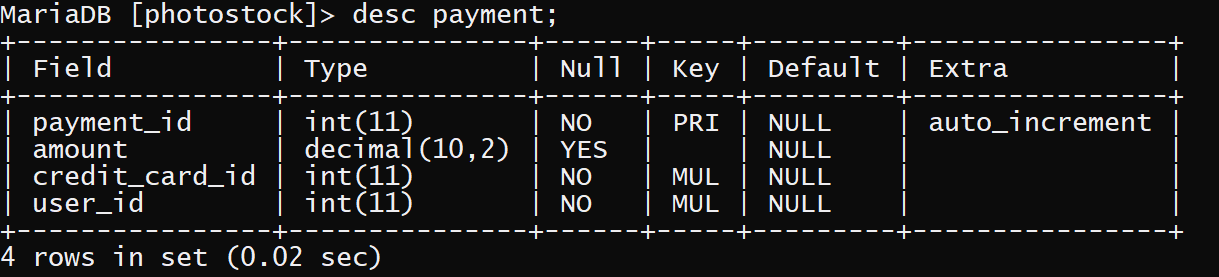 MariaDB [photostock]> desc payment;
+----------------+---------------+------+-----+---------+----------------+
| Field          | Type          | Null | Key | Default | Extra          |
+----------------+---------------+------+-----+---------+----------------+
| payment_id     | int(11)       | NO   | PRI | NULL    | auto_increment |
| amount         | decimal(10,2) | YES  |     | NULL    |                |
| credit_card_id | int(11)       | NO   | MUL | NULL    |                |
| user_id        | int(11)       | NO   | MUL | NULL    |                |
+----------------+---------------+------+-----+---------+----------------+
4 rows in set (0.02 sec)